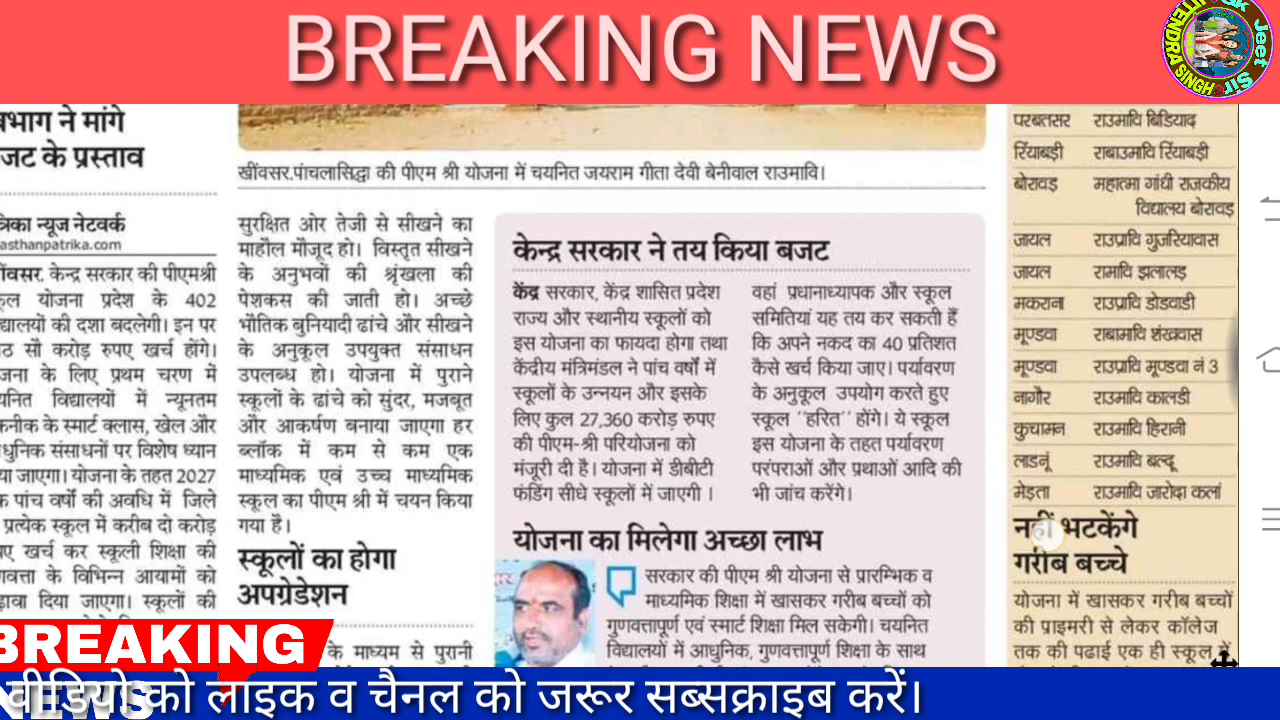 BREAKING NEWS
JITENDRA SINGH
Sk Jeet Sir
भाग ने मांगे
जट के प्रस्ताव
त्रिका न्यूज नेटवर्क
asthanpatrika.com
केन्द्र सरकार की पीएमश्री
योजना प्रदेश के 402
की दशा बदलेगी। इन पर
सौ करोड़ रुपए खर्च होंगे।
के लिए प्रथम चरण में
विद्यालयों में न्यूनतम
के स्मार्ट क्लास, खेल और
संसाधनों पर विशेष ध्यान
जाएगा। योजना के तहत 2027
पांच वर्षों की अवधि में जिले
प्रत्येक स्कूल में करीब दो करोड़
खर्च कर स्कूली शिक्षा की
के विभिन्न आयामों को
दिया जाएगा। स्कूलों की
खींवसर.पांचलासिद्धा की पीएम श्री योजना में चयनित जयराम गीता देवी बेनीवाल राउमावि।
सुरक्षित ओर तेजी से सीखने का
माहौल मौजूद हो। विस्तृत सीखने
के अनुभवों की श्रृंखला की
पेशकस की जाती हो। अच्छे
भौतिक बुनियादी ढांचे और सीखने
के अनुकूल उपयुक्त संसाधन
उपलब्ध हो। योजना में पुराने
स्कूलों के ढांचे को सुंदर, मजबूत
और आकर्षण बनाया जाएगा हर
ब्लॉक में कम से कम एक
माध्यमिक एवं उच्च माध्यमिक
स्कूल का पीएम श्री में चयन किया
गया है।
स्कूलों का होगा
अपग्रेडेशन
के माध्यम से पुरानी
केन्द्र सरकार ने तय किया बजट
केंद्र सरकार, केंद्र शासित प्रदेश
राज्य और स्थानीय स्कूलों को
इस योजना का फायदा होगा तथा
केंद्रीय मंत्रिमंडल ने पांच वर्षों में
स्कूलों के उन्नयन और इसके
लिए कुल 27,360 करोड़ रुपए
की पीएम-श्री परियोजना को
मंजूरी दी है। योजना में डीबीटी
फंडिंग सीधे स्कूलों में जाएगी ।
वहां प्रधानाध्यापक और स्कूल
समितियां यह तय कर सकती हैं
कि अपने नकद का 40 प्रतिशत
कैसे खर्च किया जाए। पर्यावरण
के अनुकूल उपयोग करते हुए
स्कूल ''हरित'' होंगे। ये स्कूल
इस योजना के तहत पर्यावरण
परंपराओं और प्रथाओं आदि की
भी जांच करेंगे।
योजना का मिलेगा अच्छा लाभ
सरकार की पीएम श्री योजना से प्रारम्भिक व
माध्यमिक शिक्षा में खासकर गरीब बच्चों को
गुणवत्तापूर्ण एवं स्मार्ट शिक्षा मिल सकेगी। चयनित
विद्यालयों में आधुनिक, गुणवत्तापूर्ण शिक्षा के साथ
परबतसर राउमावि बिडियाद
रिंयाबड़ी राबाउमावि रिंयाबड़ी
बोरावड़ महात्मा गांधी राजकीय
विद्यालय बोरावड़
जायल राउप्रावि गुजरियावास
जायल रामावि झलालड़
मकराना राउप्रावि डोडवाडी
मूण्डवा राबामावि शंखवास
मूण्डवा राउप्रावि मूण्डवा नं 3
नागौर राउमावि कालडी
कुचामन राउमावि हिरानी
लाडनूं राउमावि बल्दू
मेड़ता राउमावि जारोदा कलां
नहीं भटकेंगे
गरीब बच्चे
योजना में खासकर गरीब बच्चों
की प्राइमरी से लेकर कॉलेज
तक की पढाई एक ही स्कूल में
BREAKING
NEWS
वीडियो को लाइक व चैनल को जरूर सब्सक्राइब करें।